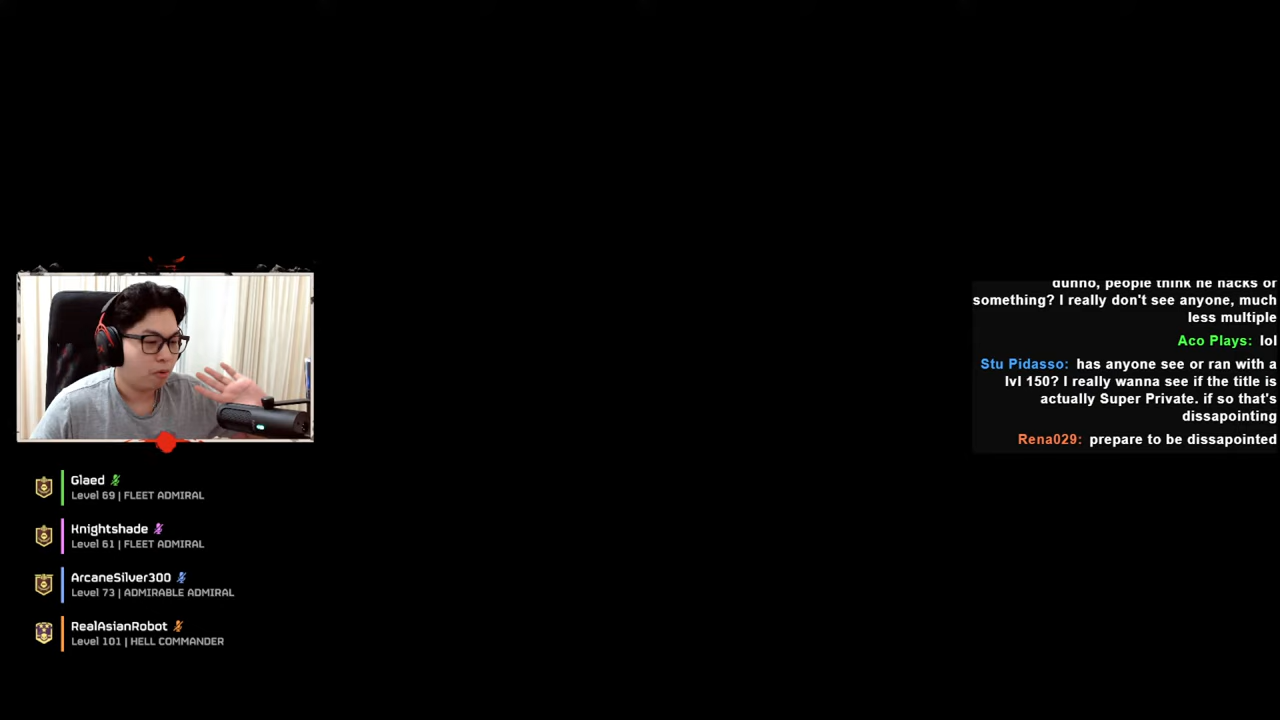 dunno, people think he hacks or
something? I really don't see anyone, much
less multiple
Aco Plays: lol
Stu Pidasso: has anyone see or ran with a
lvl 150? I really wanna see if the title is
actually Super Private. if so that's
dissapointing
Rena029: prepare to be dissapointed
Glaed
Level 69 | FLEET ADMIRAL
Knightshade
Level 61 | FLEET ADMIRAL
ArcaneSilver300
Level 73 | ADMIRABLE ADMIRAL
RealAsianRobot
Level 101 | HELL COMMANDER